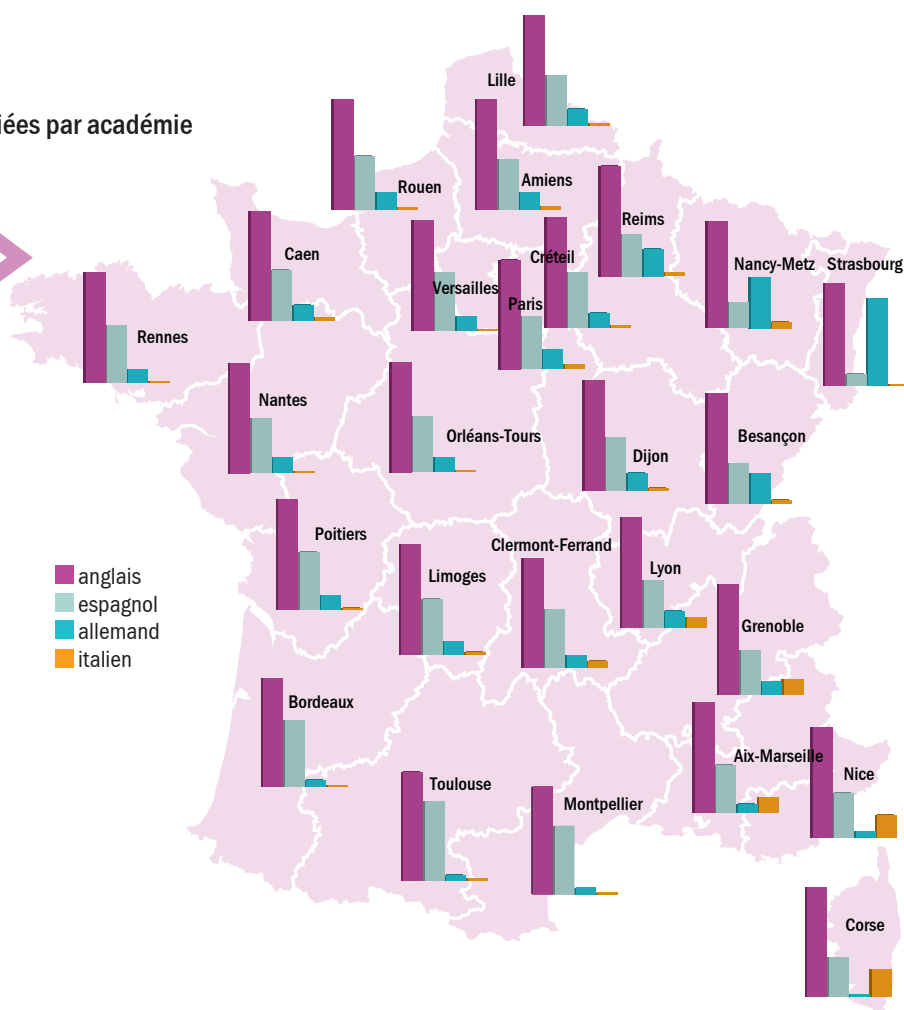 iées par académie
Lille
Rouen
Amiens
Reims
Caen
Créteil
Nancy-Metz
Strasbourg
Versailles
Paris
Rennes
Nantes
Orléans-Tours
Besançon
Dijon
Poitiers
Clermont-Ferrand
Limoges
Lyon
anglais
espagnol
allemand
italien
Grenoble
Bordeaux
Aix-Marseille
Nice
Toulouse
Montpellier
Corse